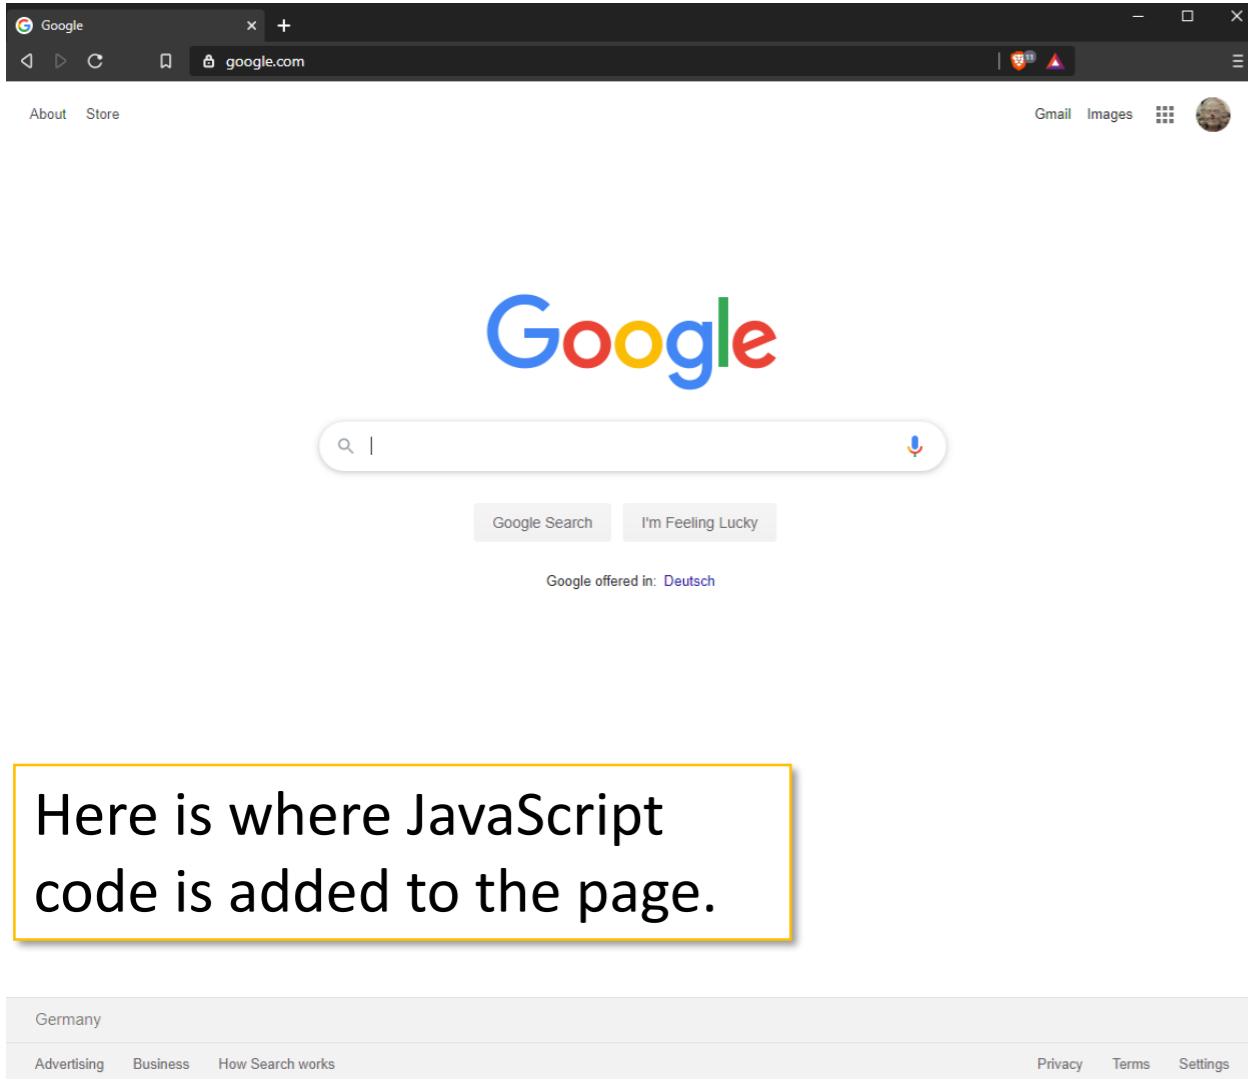 Google
google.com
11
About Store
Gmail Images
Google
Google Search I'm Feeling Lucky
Google offered in: Deutsch
Here is where JavaScript
code is added to the page.
Germany
Advertising Business How Search works
Privacy Terms Settings